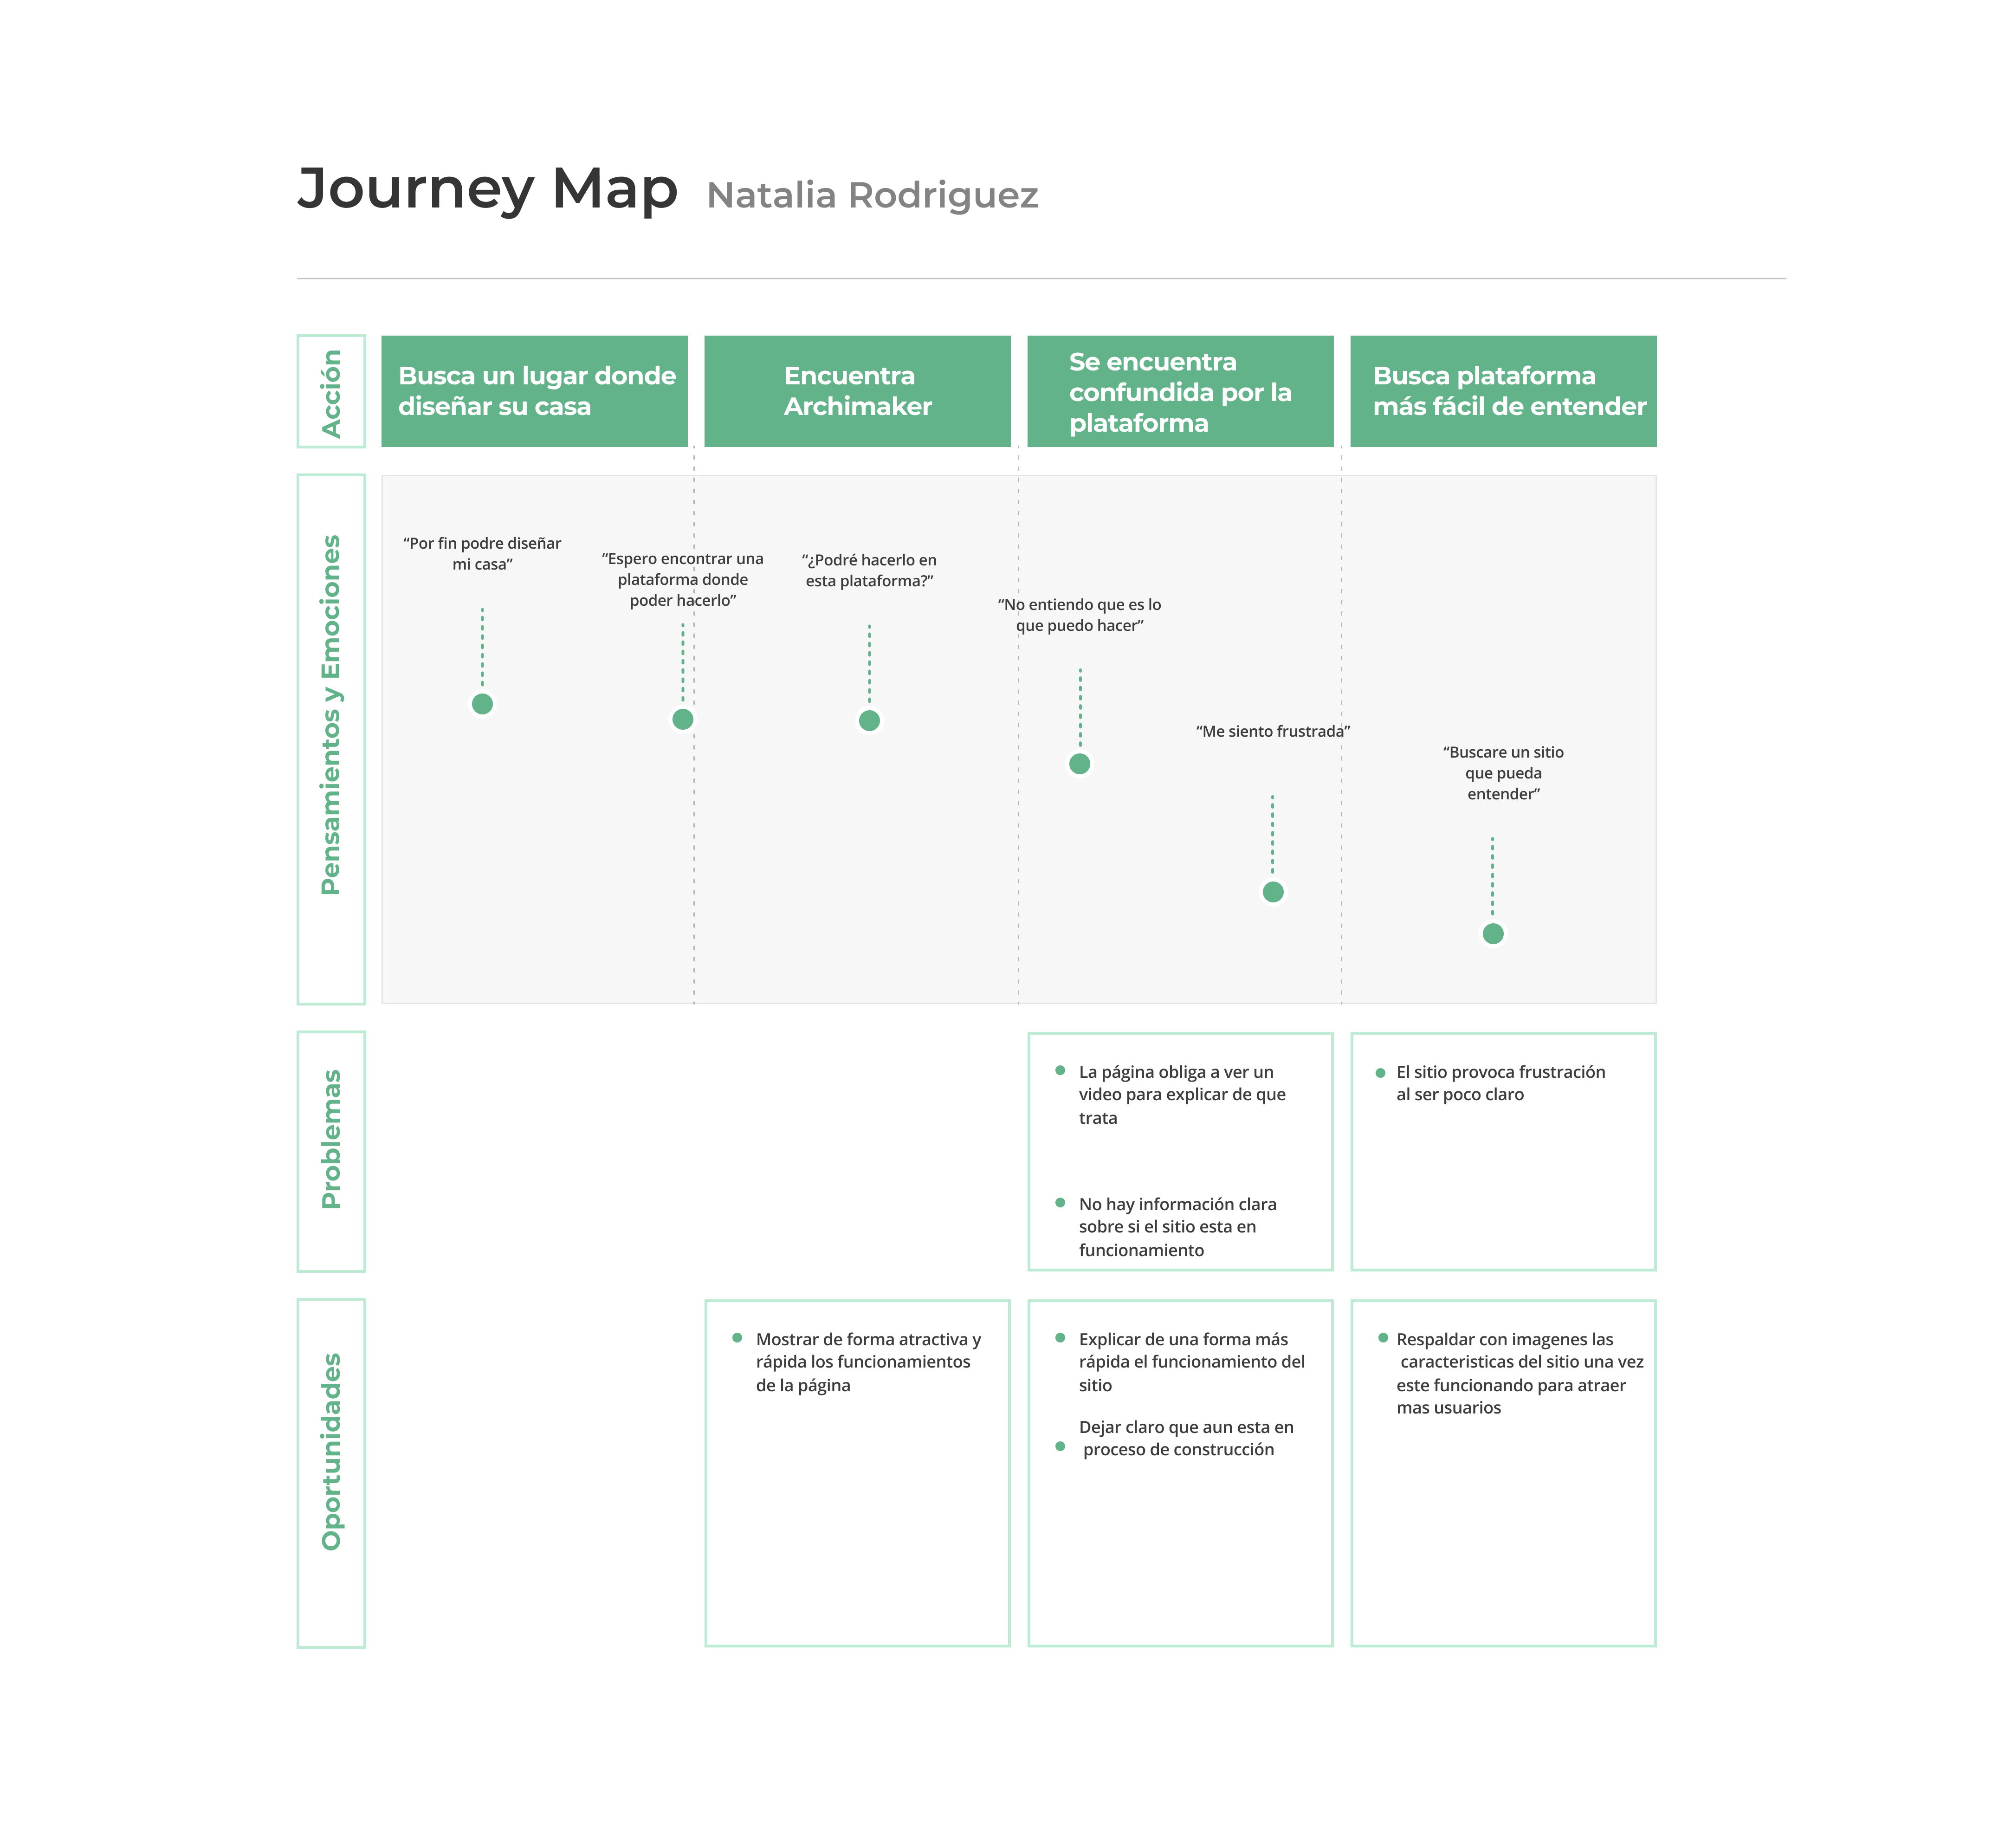 Journey Map Natalia Rodriguez
Acción
Busca un lugar donde
diseñar su casa
Encuentra
Archimaker
Se encuentra
confundida por la
plataforma
Busca plataforma
más fácil de entender
Pensamientos y Emociones
“Por fin podre diseñar
mi casa”
“Espero encontrar una
plataforma donde
poder hacerlo”
“¿Podré hacerlo en
esta plataforma?”
“No entiendo que es lo
que puedo hacer”
“Me siento frustrada”
“Buscare un sitio
que pueda
entender”
Problemas
La página obliga a ver un
video para explicar de que
trata
No hay información clara
sobre si el sitio esta en
funcionamiento
El sitio provoca frustración
al ser poco claro
Oportunidades
Mostrar de forma atractiva y
rápida los funcionamientos
de la página
Explicar de una forma más
rápida el funcionamiento del
sitio
Dejar claro que aun esta en
proceso de construcción
Respaldar con imagenes las
caracteristicas del sitio una vez
este funcionando para atraer
mas usuarios